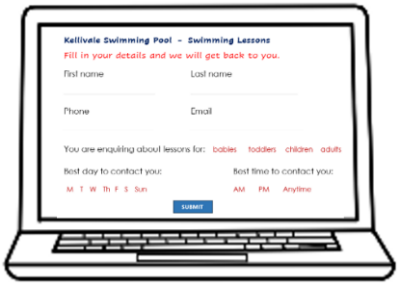 Kellivale Swimming Pool - Swimming Lessons
Fill in your details and we will get back to you.
First name Last name
Phone Email
You are enquiring about lessons for: babies toddlers children adults
Best day to contact you: Best time to contact you:
M T W Th F S Sun AM PM Anytime
SUBMIT